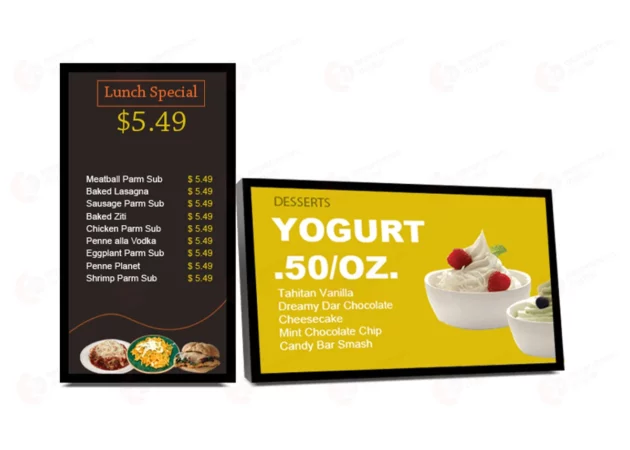 Lunch Special
$5.49
Meatball Parm Sub $ 5.49
Baked Lasagna $ 5.49
Sausage Parm Sub $ 5.49
Baked Ziti $ 5.49
Chicken Parm Sub $ 5.49
Penne alla Vodka $ 5.49
Eggplant Parm Sub $ 5.49
Penne Planet $ 5.49
Shrimp Parm Sub $ 5.49
DESSERTS
YOGURT
.50/OZ.
Tahitan Vanilla
Dreamy Dar Chocolate
Cheesecake
Mint Chocolate Chip
Candy Bar Smash